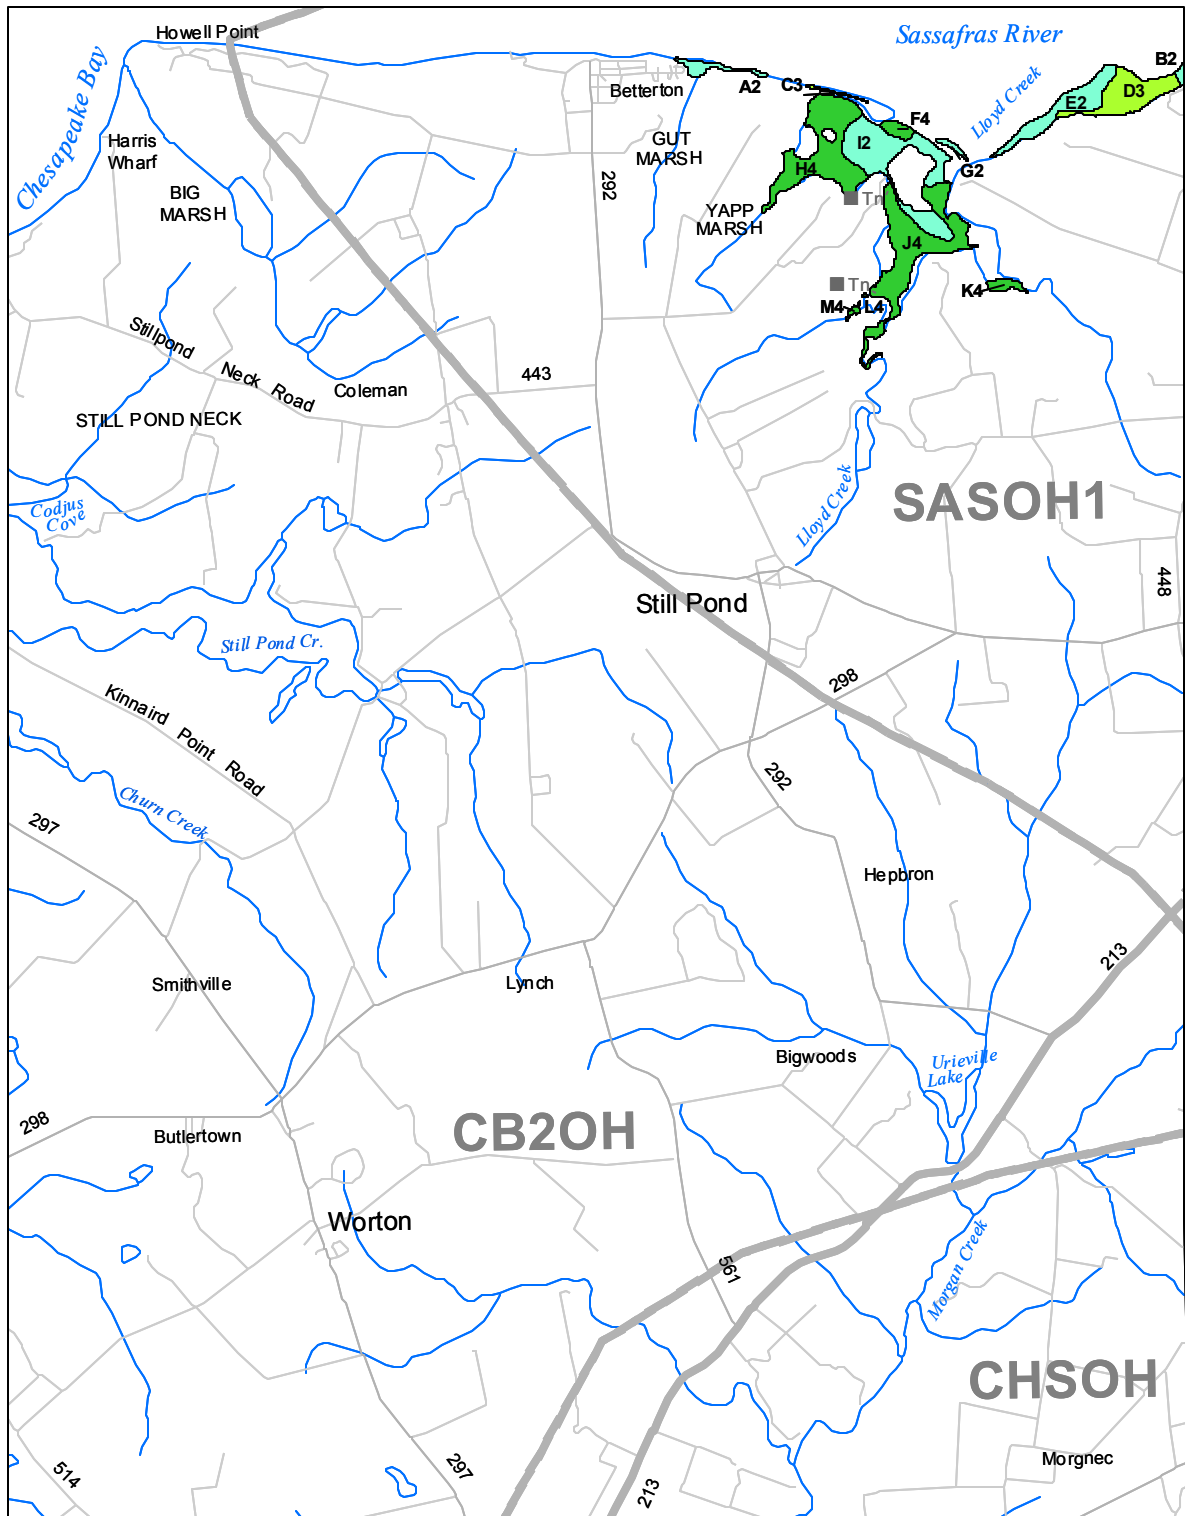 Howell Point
Sassafras River
Chesapeake Bay
B2
D3
E2
Lloyd Creek
Betterton
A2
C3
F4
Harris
Wharf
GUT
MARSH
I2
H4
G2
292
BIG
MARSH
YAPP
MARSH
Tn
J4
Tn
K4
M4
L4
Stillpond Neck Road
443
Coleman
STILL POND NECK
Codjus
Cove
Lloyd Creek
SASOH1
448
Still Pond
Still Pond Cr.
298
Kinnaird Point Road
292
Churn Creek
297
Hepbron
213
Smithville
Lynch
Bigwoods
Urieville
Lake
298
Butlertown
CB2OH
Worton
561
Morgan Creek
CHSOH
Morgnec
514
297
213